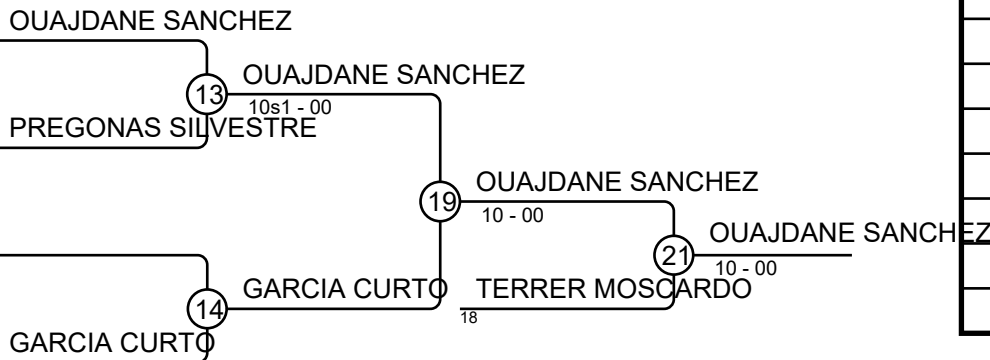 OUAJDANE SANCHEZ
13
OUAJDANE SANCHEZ
10s1 - 00
PREGONAS SILVESTRE
19
OUAJDANE SANCHEZ
10 - 00
21
OUAJDANE SANCHEZ
10 - 00
14
GARCIA CURTO
TERRER MOSCARDO
18
GARCIA CURTO